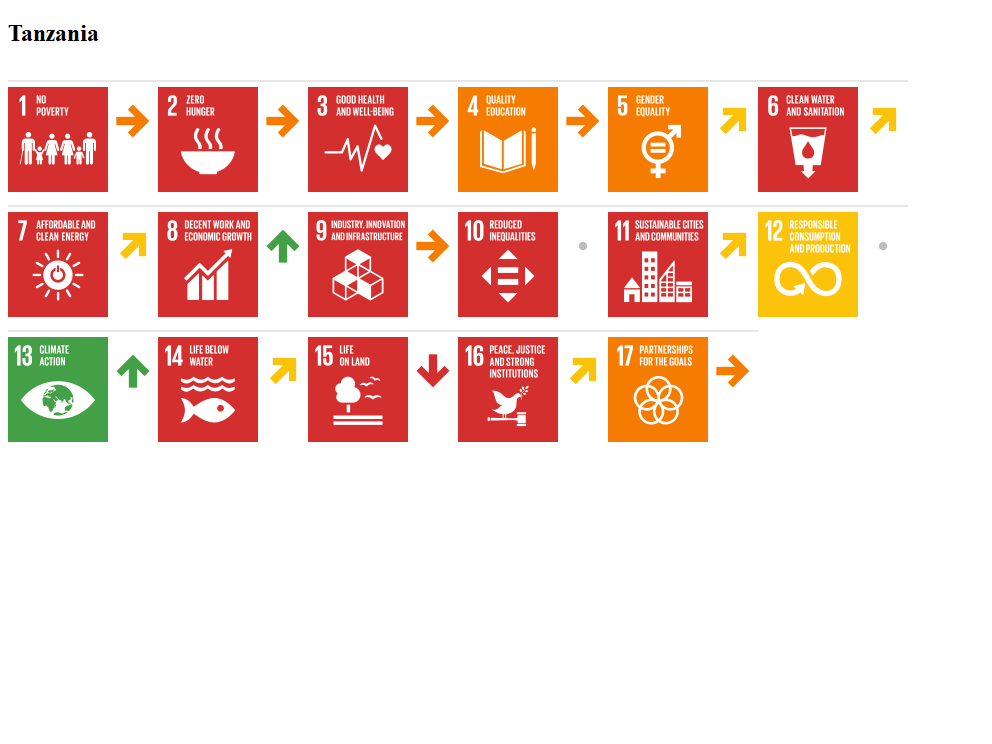 Tanzania
1 NO
POVERTY
2 ZERO
HUNGER
3 GOOD HEALTH
AND WELL-BEING
4 QUALITY
EDUCATION
5 GENDER
EQUALITY
6 CLEAN WATER
AND SANITATION
7 AFFORDABLE AND
CLEAN ENERGY
8 DECENT WORK AND
ECONOMIC GROWTH
9 INDUSTRY, INNOVATION
AND INFRASTRUCTURE
10 REDUCED
INEQUALITIES
11 SUSTAINABLE CITIES
AND COMMUNITIES
12 RESPONSIBLE
CONSUMPTION
AND PRODUCTION
13 CLIMATE
ACTION
14 LIFE BELOW
WATER
15 LIFE
ON LAND
16 PEACE, JUSTICE
AND STRONG
INSTITUTIONS
17 PARTNERSHIPS
FOR THE GOALS